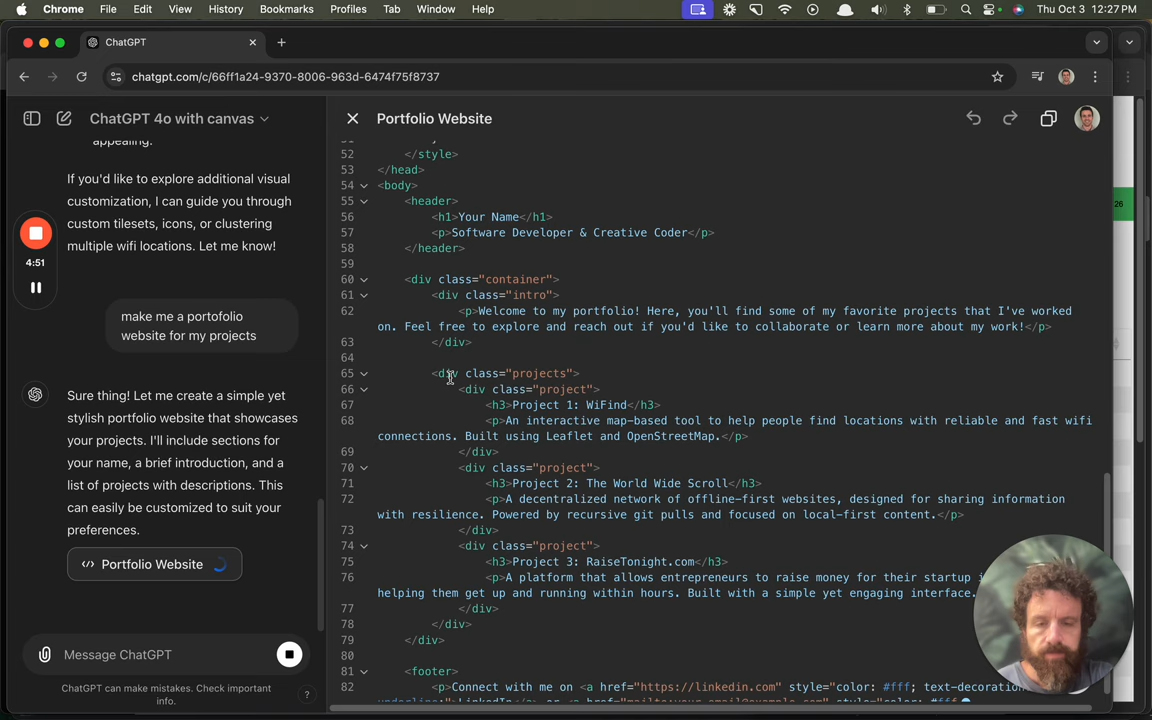 Chrome File Edit View History Bookmarks Profiles Tab Window Help Thu Oct 3 12:27 PM
ChatGPT
chatgpt.com/c/66ff1a24-9370-8006-963d-6474f75f8737
ChatGPT 4o with canvas
appealing.
If you'd like to explore additional visual
customization, I can guide you through
custom tilesets, icons, or clustering
multiple wifi locations. Let me know!
4:51
make me a portofolio
website for my projects
Sure thing! Let me create a simple yet
stylish portfolio website that showcases
your projects. I'll include sections for
your name, a brief introduction, and a
list of projects with descriptions. This
can easily be customized to suit your
preferences.
Portfolio Website
Message ChatGPT
ChatGPT can make mistakes. Check important
info.
?
Portfolio Website
26
52 </style>
53 </head>
54 <body>
55 <header>
56 <h1>Your Name</h1>
57 <p>Software Developer & Creative Coder</p>
58 </header>
59
60 <div class="container">
61 <div class="intro">
62 <p>Welcome to my portfolio! Here, you'll find some of my favorite projects that I've worked
on. Feel free to explore and reach out if you'd like to collaborate or learn more about my work!</p>
63 </div>
64
65 <div class="projects">
66 <div class="project">
67 <h3>Project 1: WiFind</h3>
68 <p>An interactive map-based tool to help people find locations with reliable and fast wifi
connections. Built using Leaflet and OpenStreetMap.</p>
69 </div>
70 <div class="project">
71 <h3>Project 2: The World Wide Scroll</h3>
72 <p>A decentralized network of offline-first websites, designed for sharing information
with resilience. Powered by recursive git pulls and focused on local-first content.</p>
73 </div>
74 <div class="project">
75 <h3>Project 3: RaiseTonight.com</h3>
76 <p>A platform that allows entrepreneurs to raise money for their startup
helping them get up and running within hours. Built with a simple yet engaging interface.
77 </div>
78 </div>
79 </div>
80
81 <footer>
82 <p>Connect with me on <a href="https://linkedin.com" style="color: #fff; text-decoration